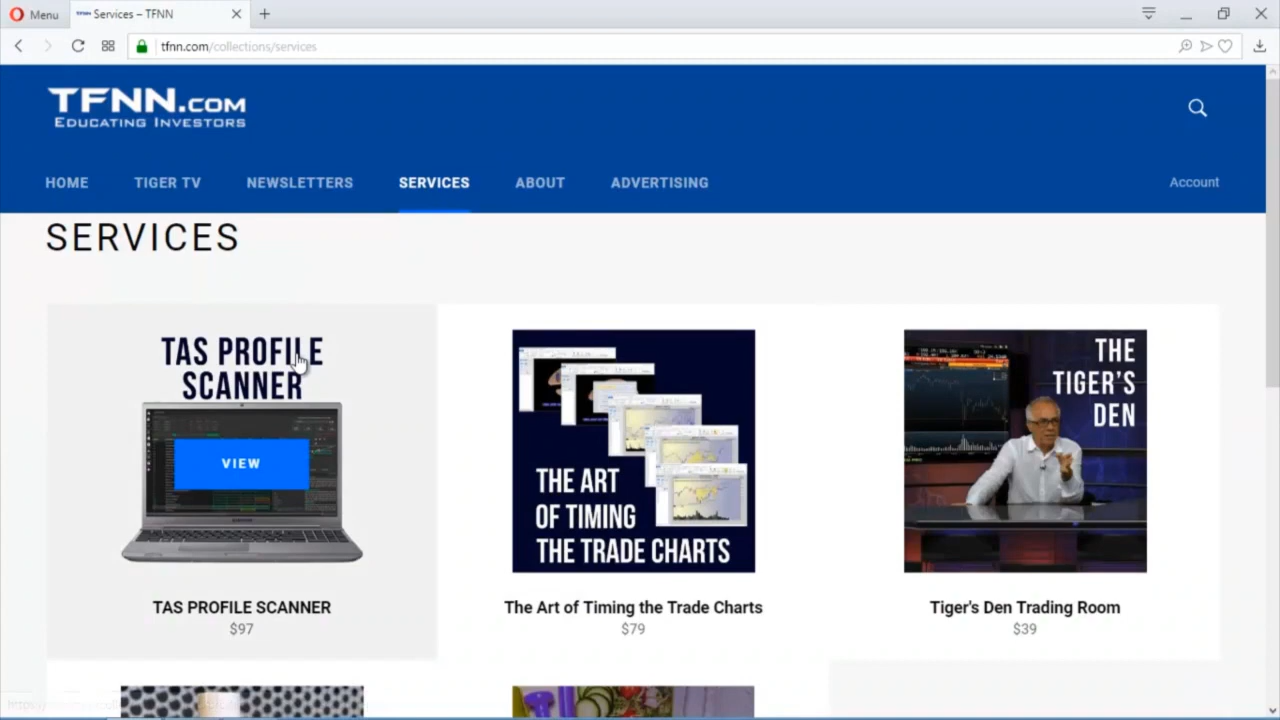 Menu
Services – TFNN
tfnn.com/collections/services
TFNN.COM
EDUCATING INVESTORS
HOME TIGER TV NEWSLETTERS SERVICES ABOUT ADVERTISING Account
SERVICES
TAS PROFILE
SCANNER
VIEW
THE ART
OF TIMING
THE TRADE CHARTS
THE
TIGER'S
DEN
TAS PROFILE SCANNER
$97
The Art of Timing the Trade Charts
$79
Tiger's Den Trading Room
$39